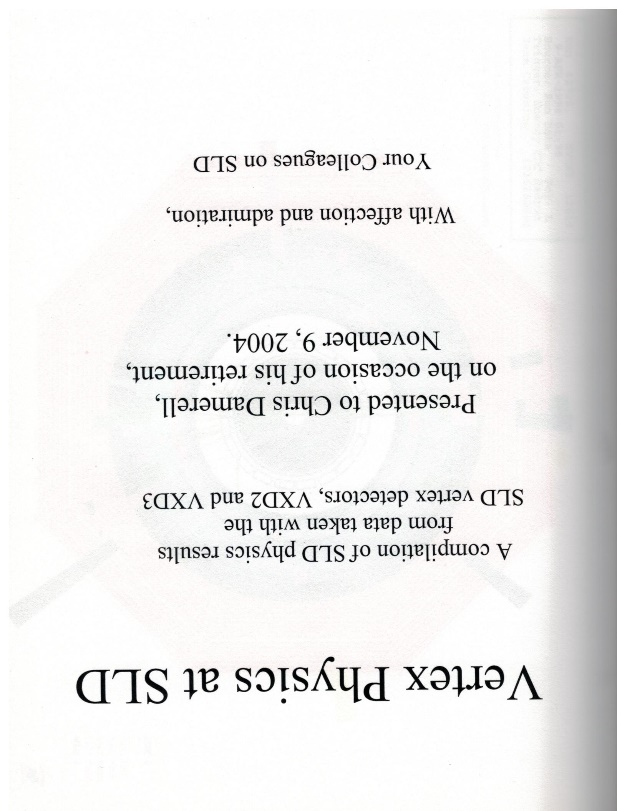 Vertex Physics at SLD
A compilation of SLD physics results
from data taken with the
SLD vertex detectors, VXD2 and VXD3
Presented to Chris Damerell,
on the occasion of his retirement,
November 9, 2004.
With affection and admiration,
Your Colleagues on SLD